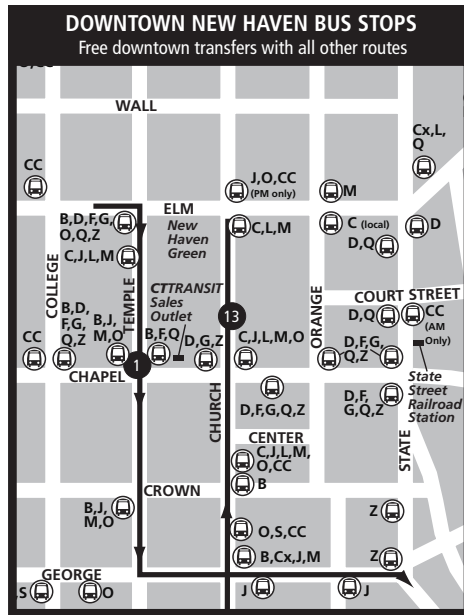 DOWNTOWN NEW HAVEN BUS STOPS
Free downtown transfers with all other routes
WALL
Cx,L,
Q
CC
J,O,CC
(PM only)
M
ELM
B,D,F,G,
O,Q,Z
New
Haven
Green
C,L,M
C (local)
D
D,Q
C,J,L,M
COLLEGE
TEMPLE
CTTRANSIT
Sales
Outlet
13
ORANGE
COURT STREET
B,D,
F,G,
Q,Z
B,J,
M,O
B,F,Q
D,G,Z
C,J,L,M,O
D,Q
CC
(AM
Only)
D,F,G,
Q,Z
CC
CHAPEL
1
CHURCH
D,F,G,Q,Z
D,F,
G,Q,Z
State
Street
Railroad
Station
CENTER
STATE
C,J,L,M,
O,CC
B
CROWN
B,J,
M,O
O,S,CC
Z
B,Cx,J,M
Z
GEORGE
,S
O
J
J